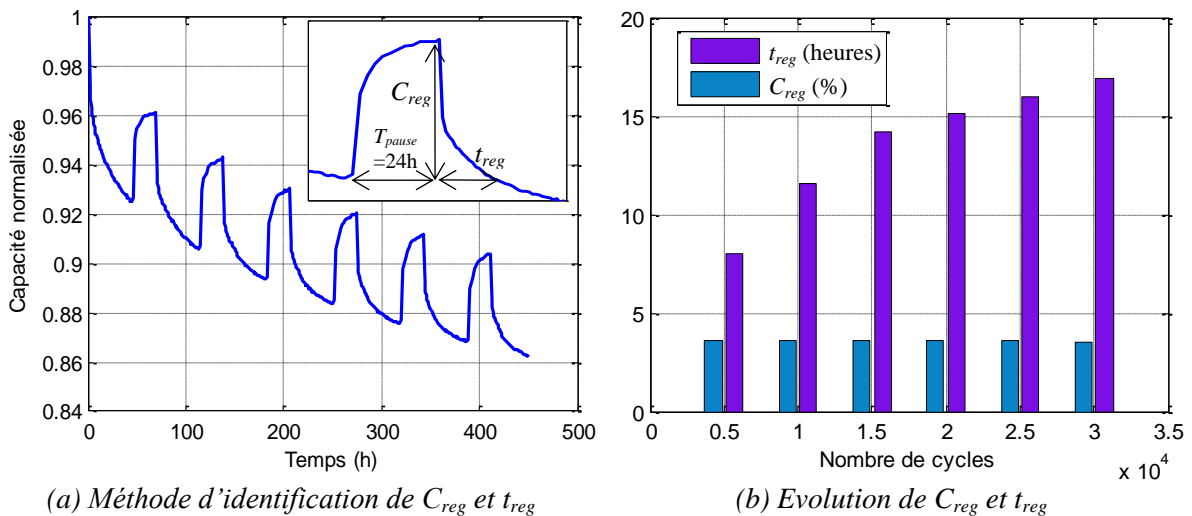 1
0.98
0.96
0.94
0.92
0.9
0.88
0.86
0.84
Capacité normalisée
0
100
200
300
400
500
Temps (h)
C_reg
T_pause
=24h
t_reg
(a) Méthode d'identification de C_reg et t_reg
20
15
10
5
0
t_reg (heures)
C_reg (%)
0
0.5
1
1.5
2
2.5
3
3.5
x 10^4
Nombre de cycles
(b) Evolution de C_reg et t_reg